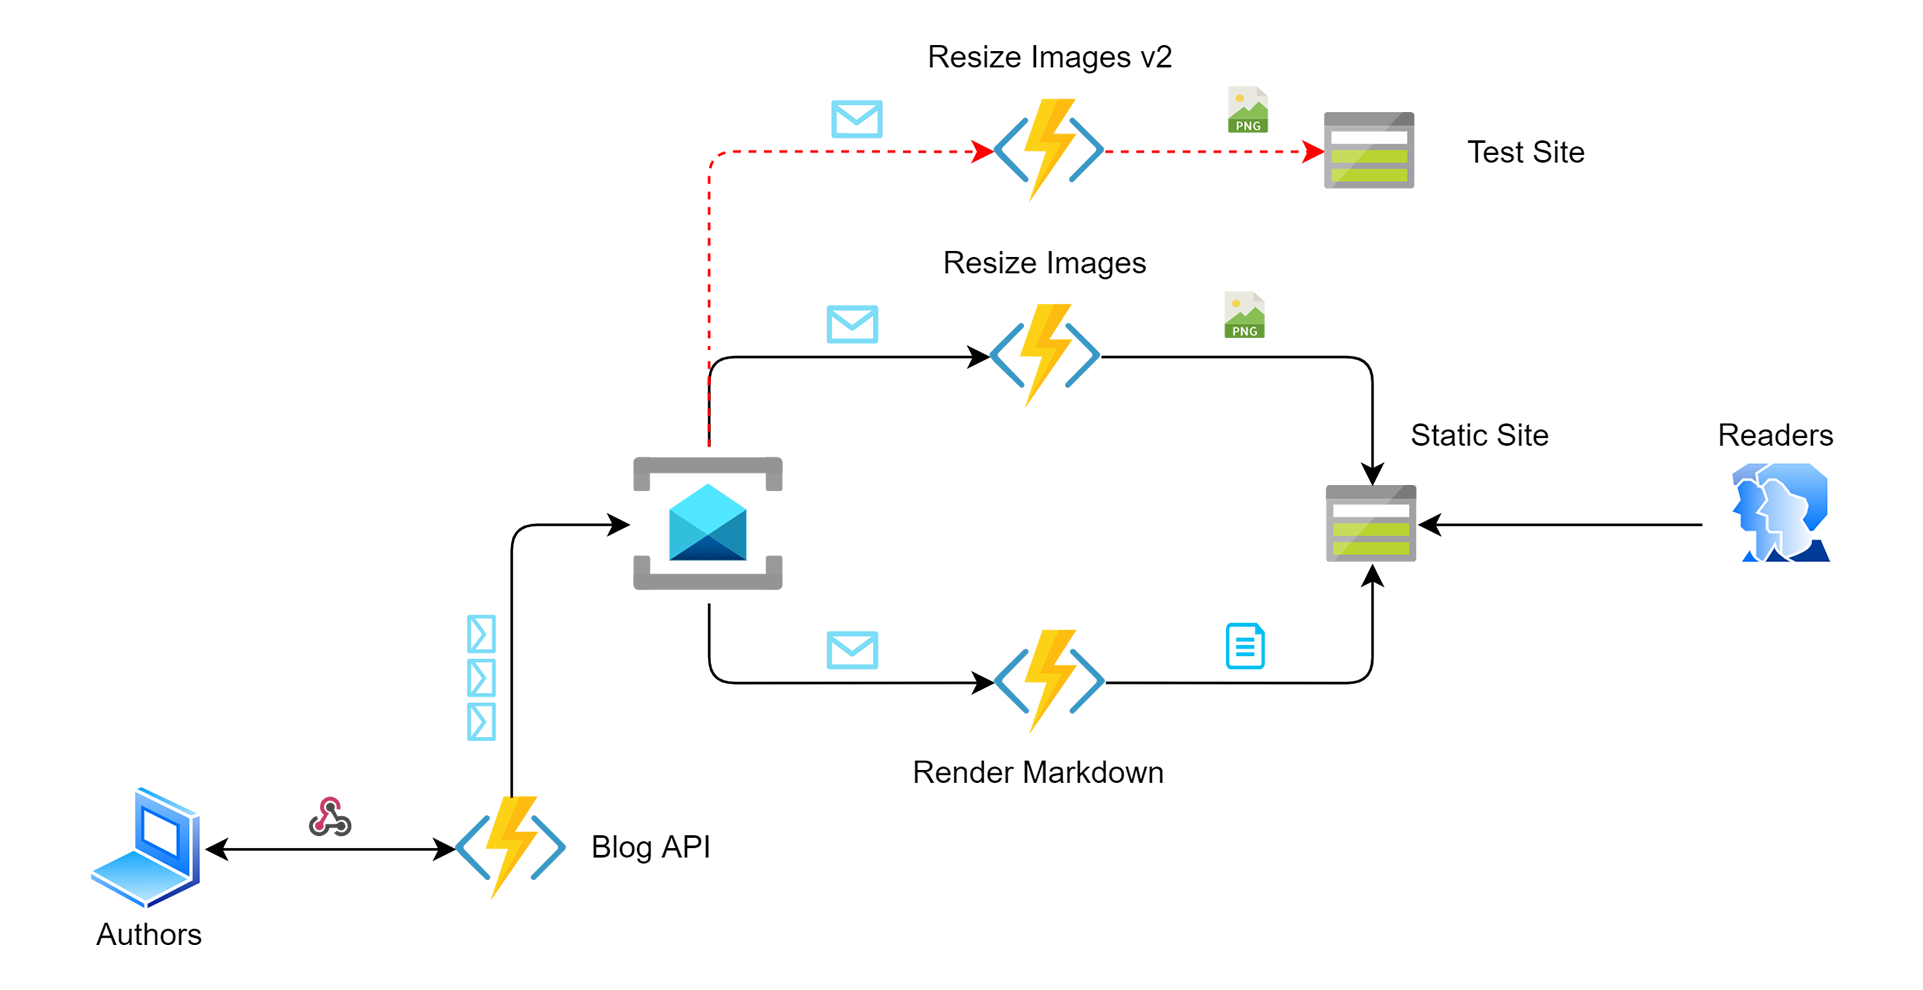 Resize Images v2
PNG
Test Site
Resize Images
PNG
Static Site
Readers
Render Markdown
Blog API
Authors